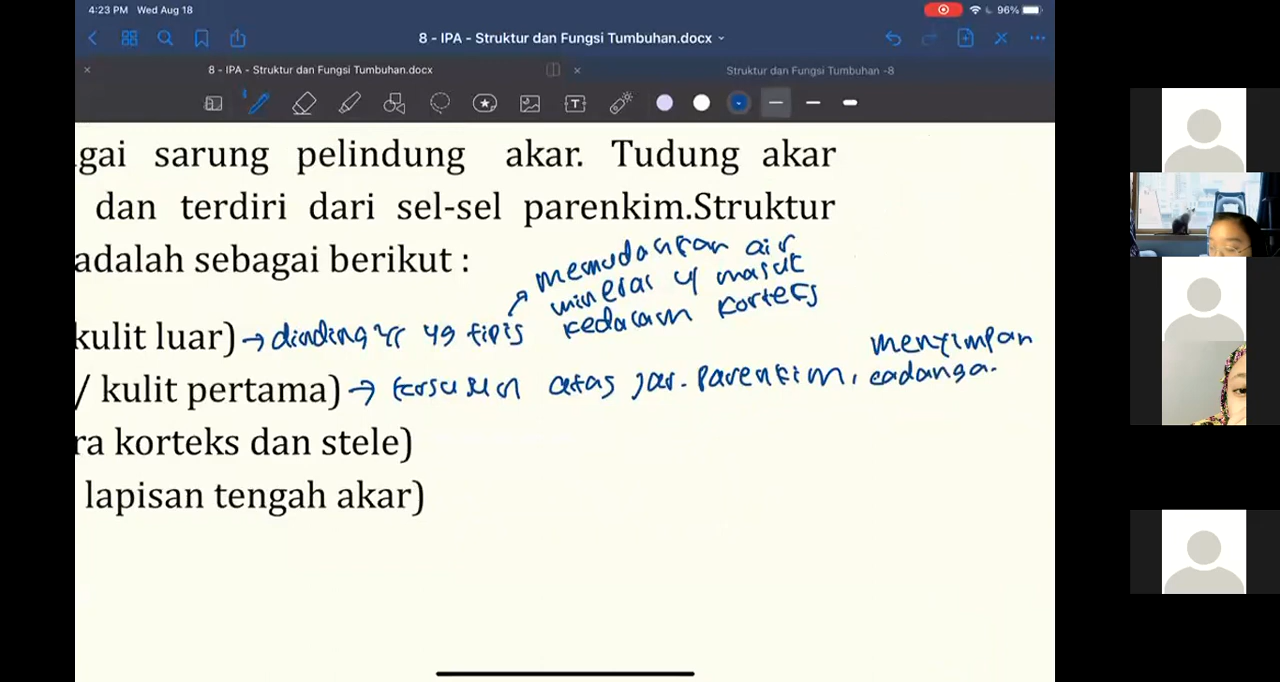 4:23 PM Wed Aug 18
96%
8 - IPA - Struktur dan Fungsi Tumbuhan.docx
8 - IPA - Struktur dan Fungsi Tumbuhan.docx
Struktur dan Fungsi Tumbuhan -8
gai sarung pelindung akar. Tudung akar
dan terdiri dari sel-sel parenkim.Struktur
adalah sebagai berikut :
memudahkan air
mineral masuk
kedalam korteks
kulit luar) → dinding yg tipis
menyimpan
/ kulit pertama) → tersusun atas jar. parenkim, cadanga.
ra korteks dan stele)
lapisan tengah akar)